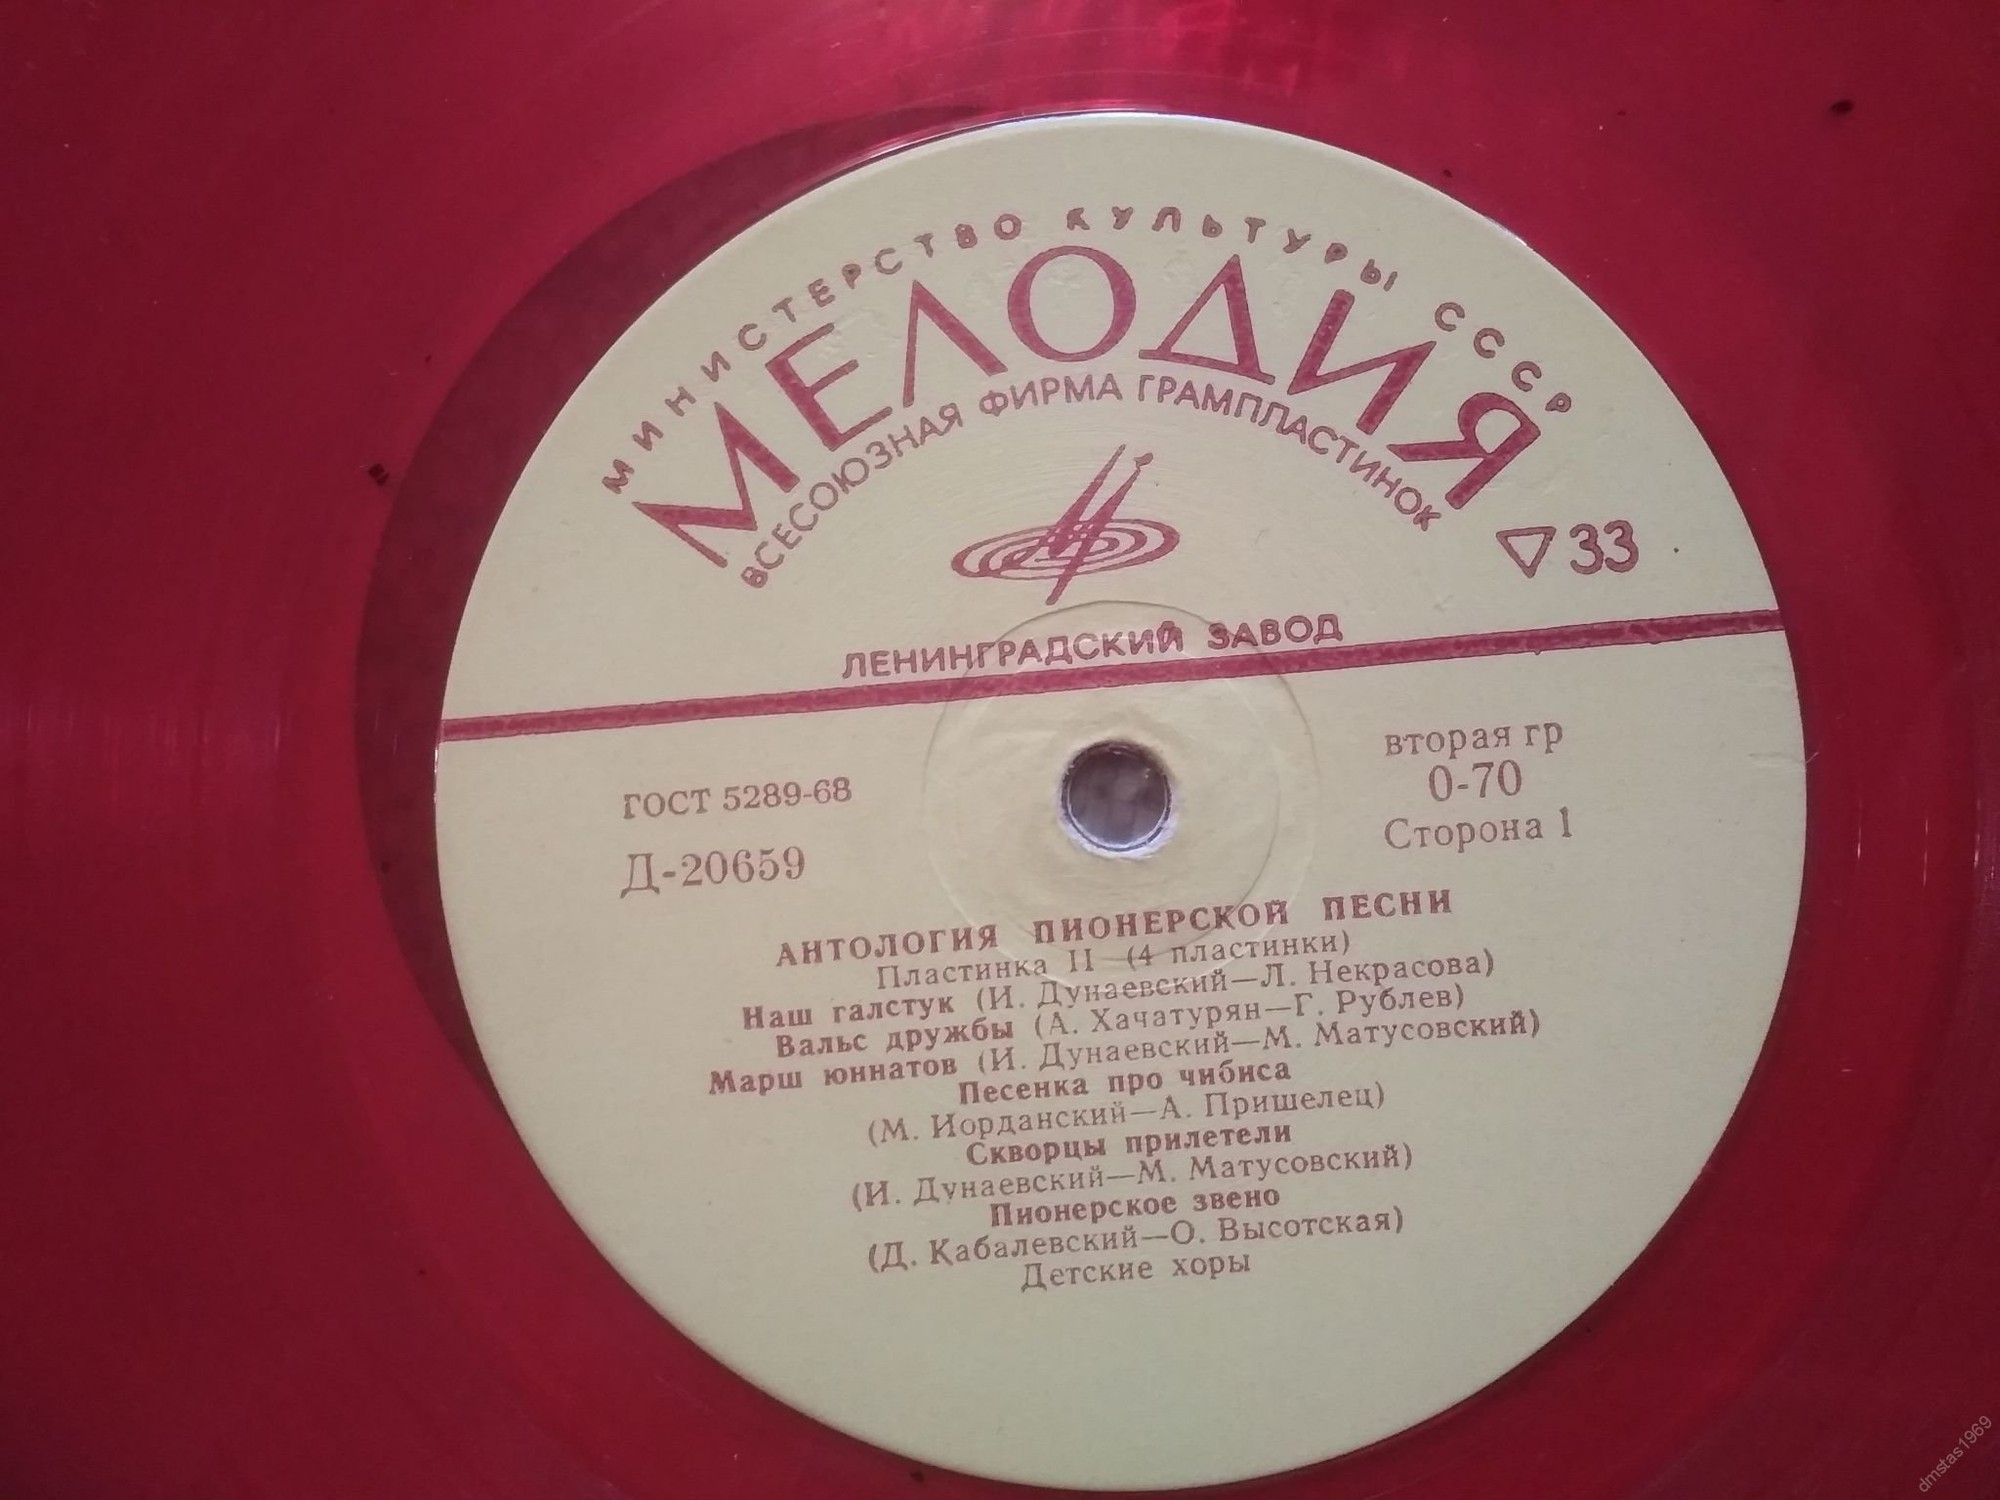 МИНИСТЕРСТВО КУЛЬТУРЫ СССР
МЕЛОДИЯ
ВСЕСОЮЗНАЯ ФИРМА ГРАМПЛАСТИНОК
33
ЛЕНИНГРАДСКИЙ ЗАВОД
ГОСТ 5289-68
Д-20659
вторая гр
0-70
Сторона 1
АНТОЛОГИЯ ПИОНЕРСКОЙ ПЕСНИ
Пластинка II—(4 пластинки)
Наш галстук (И. Дунаевский—Л. Некрасова)
Вальс дружбы (А. Хачатурян—Г. Рублев)
Марш юннатов (И. Дунаевский—М. Матусовский)
Песенка про чибиса
(М. Иорданский—А. Пришелец)
Скворцы прилетели
(И. Дунаевский—М. Матусовский)
Пионерское звено
(Д. Кабалевский—О. Высотская)
Детские хоры
dmstas1969